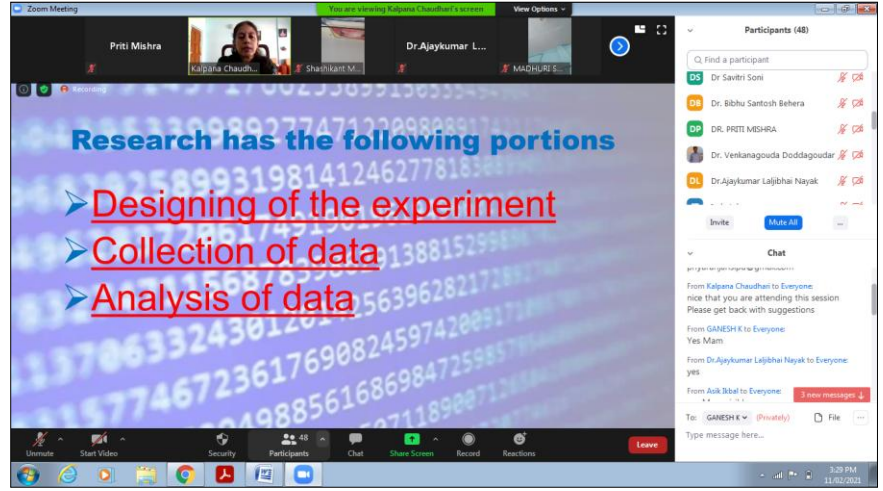 Zoom Meeting
You are viewing Kalpana Chaudhari's screen
View Options
Priti Mishra
Kalpana Chaudh...
Shashikant M...
Dr.Ajaykumar L...
MADHURI S...
Recording
Research has the following portions
Designing of the experiment
Collection of data
Analysis of data
Participants (48)
Find a participant
DS Dr Savitri Soni
DB Dr. Bibhu Santosh Behera
DP DR. PRITI MISHRA
Dr. Venkanagouda Doddagoudar
DL Dr.Ajaykumar Laljibhai Nayak
Invite
Mute All
...
Chat
From Kalpana Chaudhari to Everyone:
nice that you are attending this session
Please get back with suggestions
From GANESH K to Everyone:
Yes Mam
From Dr.Ajaykumar Laljibhai Nayak to Everyone:
yes
From Asik Ikbal to Everyone:
3 new messages
To: GANESH K (Privately)
File
...
Type message here...
Unmute
Start Video
Security
48
Participants
Chat
Share Screen
Record
Reactions
Leave
3:29 PM
11/02/2021